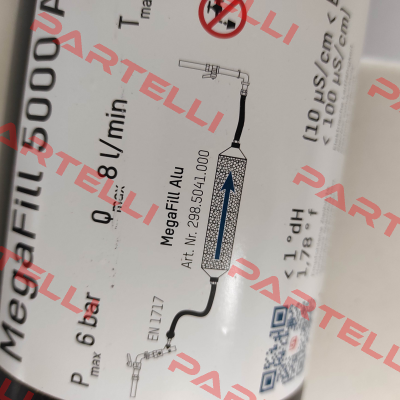 MegaFill 5000
P max 6 bar
Q max 8 l/min
T ma
MegaFill Alu
Art. Nr. 298.5041.000
EN 1717
(10 µS/cm <
< 100 µS/cm)
< 1°dH
1.78°f
PARTELLI
PARTELLI
PARTELLI
PARTELLI
PARTELLI